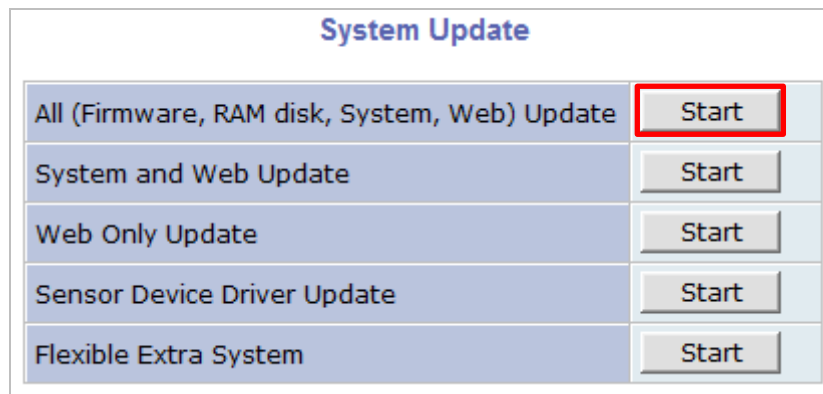 System Update
All (Firmware, RAM disk, System, Web) Update Start
System and Web Update Start
Web Only Update Start
Sensor Device Driver Update Start
Flexible Extra System Start